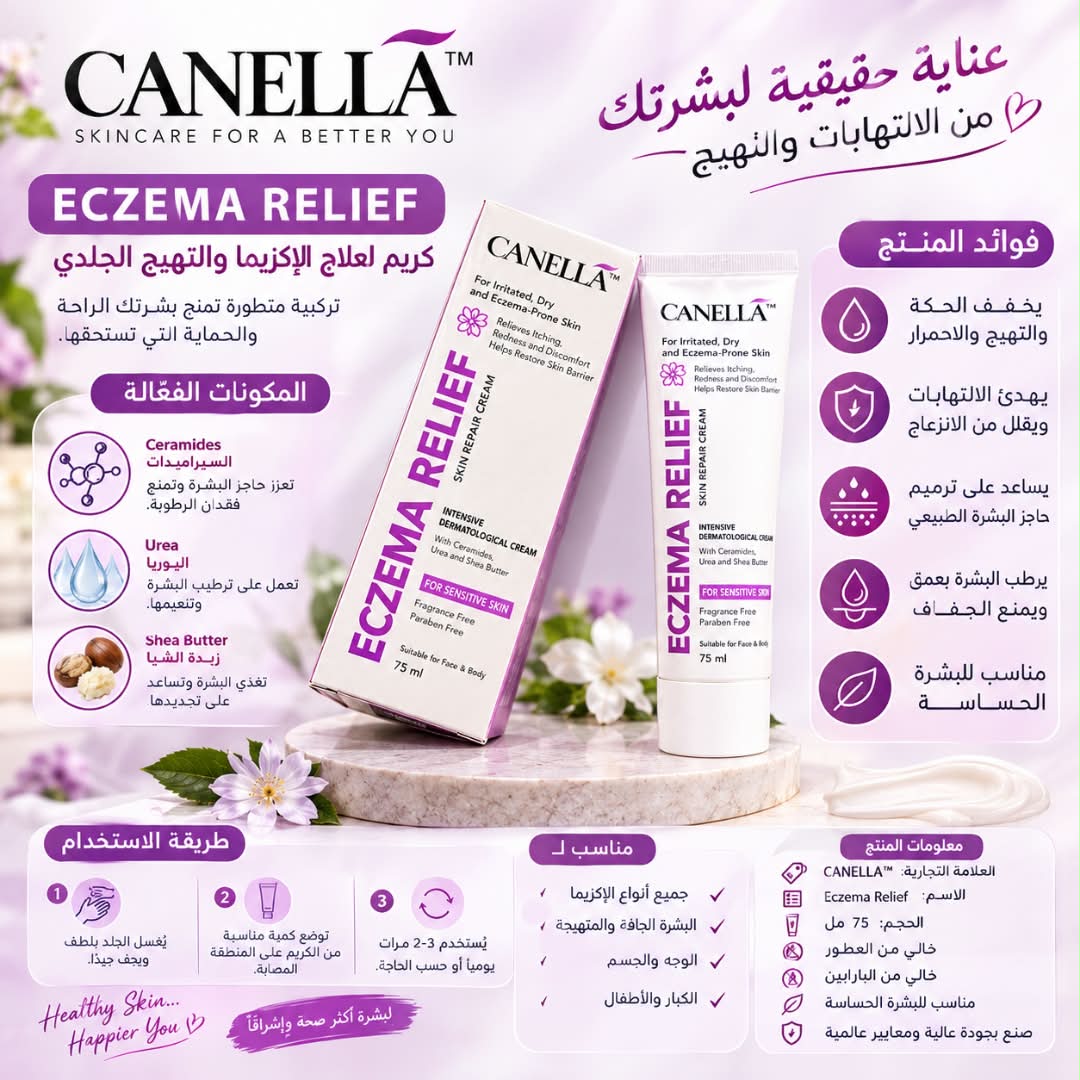 CANELLA™
SKINCARE FOR A BETTER YOU
عناية حقيقية لبشرتك
من الالتهابات والتهيج
ECZEMA RELIEF
كريم لعلاج الإكزيما والتهيج الجلدي
تركيبة متطورة تمنح بشرتك الراحة
والحماية التي تستحقها.
المكونات الفعّالة
Ceramides
السيراميدات
تعزز حاجز البشرة وتمنع
فقدان الرطوبة.
Urea
اليوريا
تعمل على ترطيب البشرة
وتنعيمها.
Shea Butter
زبدة الشيا
تغذي البشرة وتساعد
على تجديدها
CANELLA™
For Irritated, Dry
and Eczema-Prone Skin
Relieves Itching,
Redness and Discomfort
Helps Restore Skin Barrier
ECZEMA RELIEF
SKIN REPAIR CREAM
INTENSIVE
DERMATOLOGICAL CREAM
With Ceramides,
Urea and Shea Butter
FOR SENSITIVE SKIN
Fragrance Free
Paraben Free
Suitable for Face & Body
75 ml
CANELLA™
For Irritated, Dry
and Eczema-Prone Skin
Relieves Itching,
Redness and Discomfort
Helps Restore Skin Barrier
ECZEMA RELIEF
SKIN REPAIR CREAM
INTENSIVE
DERMATOLOGICAL CREAM
With Ceramides,
Urea and Shea Butter
FOR SENSITIVE SKIN
Fragrance Free
Paraben Free
Suitable for Face & Body
75 ml
فوائد المنتج
يخفف الحكة
والتهيج والاحمرار
يهدئ الالتهابات
ويقلل من الانزعاج
يساعد على ترميم
حاجز البشرة الطبيعي
يرطب البشرة بعمق
ويمنع الجفاف
مناسب للبشرة
الحساسة
طريقة الاستخدام
1
يُغسل الجلد بلطف
ويجف جيدًا.
2
توضع كمية مناسبة
من الكريم على المنطقة
المصابة.
3
يُستخدم 2-3 مرات
يومياً أو حسب الحاجة.
Healthy Skin...
Happier You
لبشرة أكثر صحة وإشراقاً
مناسب لـ
جميع أنواع الإكزيما
البشرة الجافة والمتهيجة
الوجه والجسم
الكبار والأطفال
معلومات المنتج
العلامة التجارية: CANELLA™
الاسم: Eczema Relief
الحجم: 75 مل
خالي من العطور
خالي من البارابين
مناسب للبشرة الحساسة
صنع بجودة عالية ومعايير عالمية